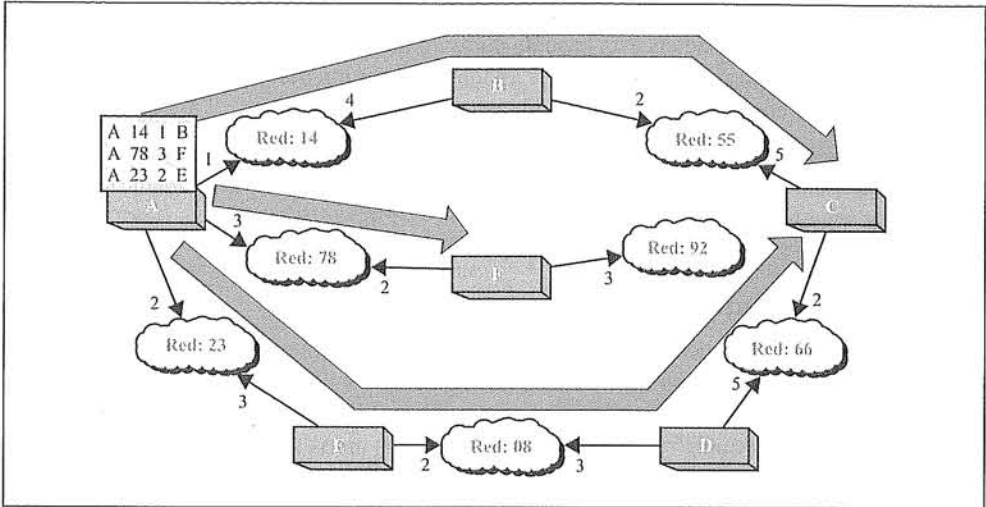 B
4
2
A 14 1 B
A 78 3 F
A 23 2 E
Red: 14
Red: 55
1
5
A
C
3
Red: 78
2
F
3
Red: 92
2
Red: 23
2
Red: 66
3
5
E
2
Red: 08
3
D